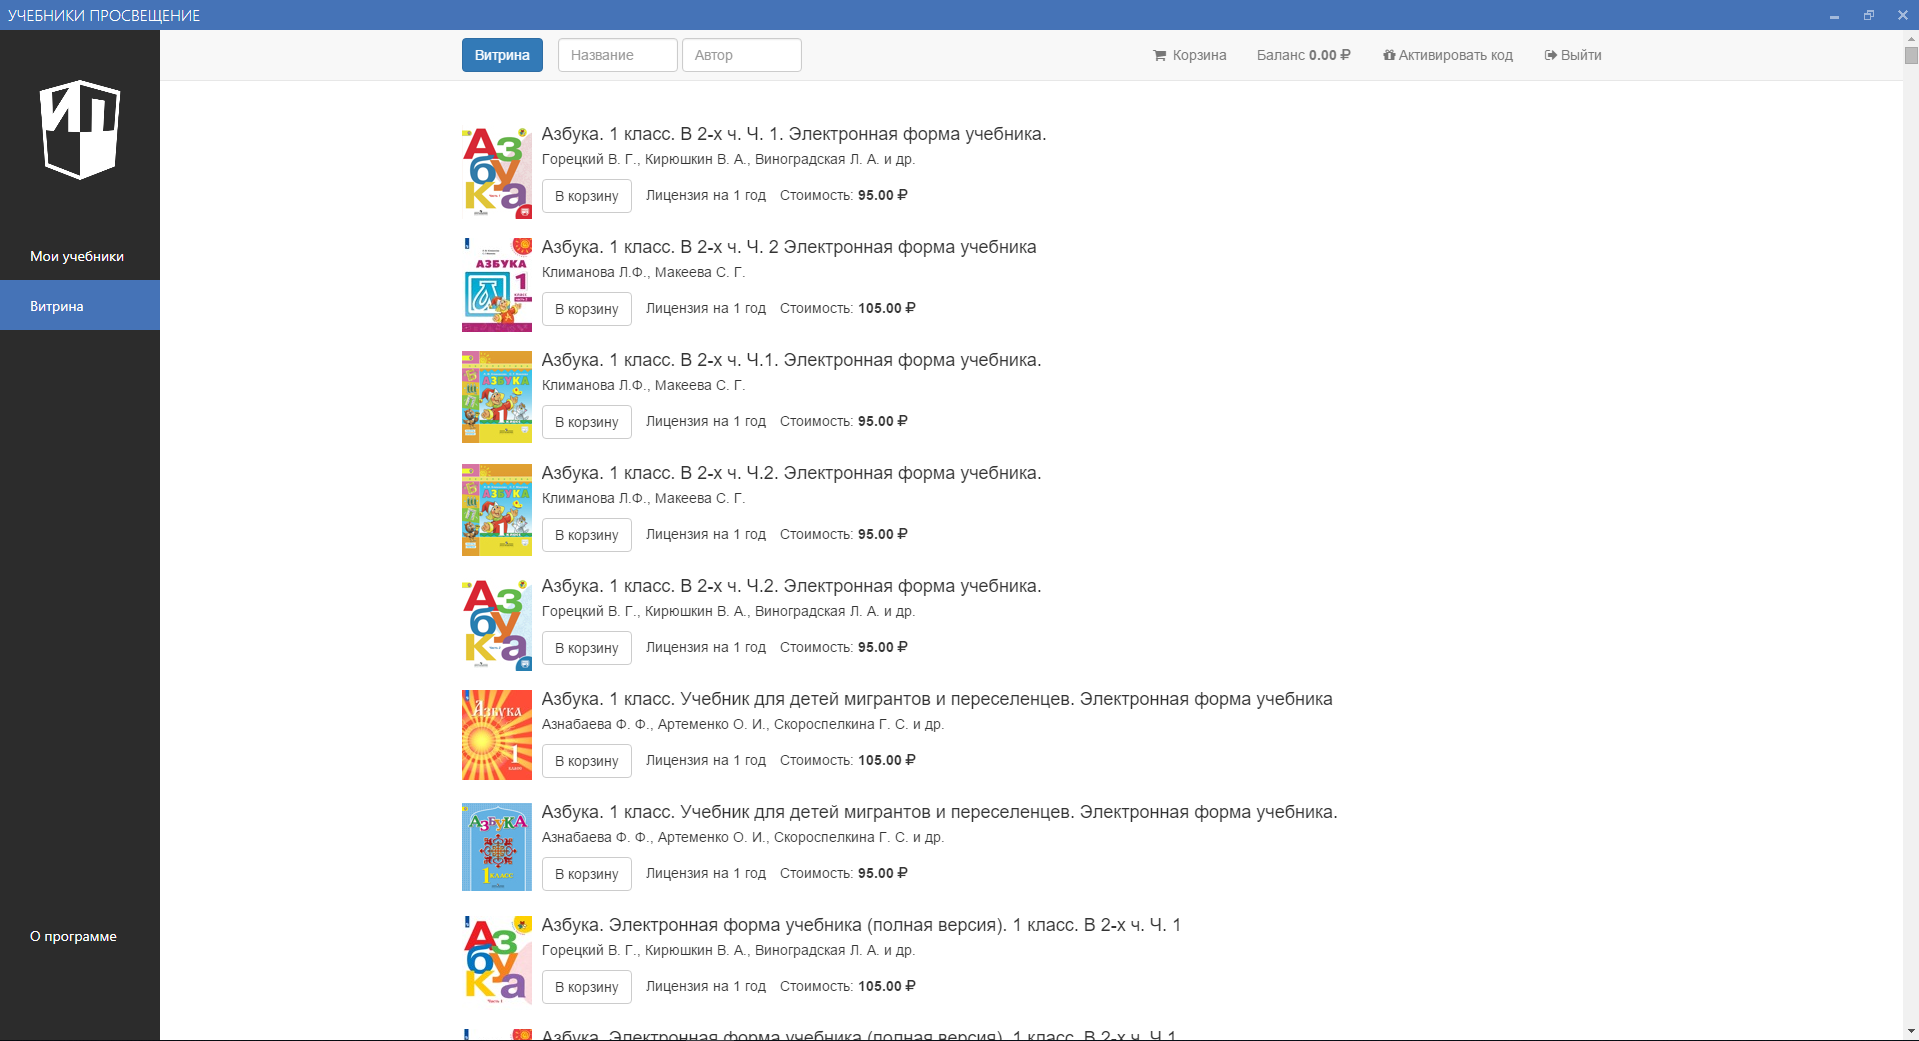 УЧЕБНИКИ ПРОСВЕЩЕНИЕ
Витрина Название Автор Корзина Баланс 0.00 ₽ Активировать код Выйти
ИП
Мои учебники
Витрина
О программе
Азбука. 1 класс. В 2-х ч. Ч. 1. Электронная форма учебника.
Горецкий В. Г., Кирюшкин В. А., Виноградская Л. А. и др.
В корзину Лицензия на 1 год Стоимость: 95.00 ₽
Азбука. 1 класс. В 2-х ч. Ч. 2 Электронная форма учебника
Климанова Л.Ф., Макеева С. Г.
В корзину Лицензия на 1 год Стоимость: 105.00 ₽
Азбука. 1 класс. В 2-х ч. Ч.1. Электронная форма учебника.
Климанова Л.Ф., Макеева С. Г.
В корзину Лицензия на 1 год Стоимость: 95.00 ₽
Азбука. 1 класс. В 2-х ч. Ч.2. Электронная форма учебника.
Климанова Л.Ф., Макеева С. Г.
В корзину Лицензия на 1 год Стоимость: 95.00 ₽
Азбука. 1 класс. В 2-х ч. Ч.2. Электронная форма учебника.
Горецкий В. Г., Кирюшкин В. А., Виноградская Л. А. и др.
В корзину Лицензия на 1 год Стоимость: 95.00 ₽
Азбука. 1 класс. Учебник для детей мигрантов и переселенцев. Электронная форма учебника
Азнабаева Ф. Ф., Артеменко О. И., Скороспелкина Г. С. и др.
В корзину Лицензия на 1 год Стоимость: 105.00 ₽
Азбука. 1 класс. Учебник для детей мигрантов и переселенцев. Электронная форма учебника.
Азнабаева Ф. Ф., Артеменко О. И., Скороспелкина Г. С. и др.
В корзину Лицензия на 1 год Стоимость: 95.00 ₽
Азбука. Электронная форма учебника (полная версия). 1 класс. В 2-х ч. Ч. 1
Горецкий В. Г., Кирюшкин В. А., Виноградская Л. А. и др.
В корзину Лицензия на 1 год Стоимость: 105.00 ₽
Азбука. Электронная форма учебника (полная версия). 1 класс. В 2-х ч. Ч.1